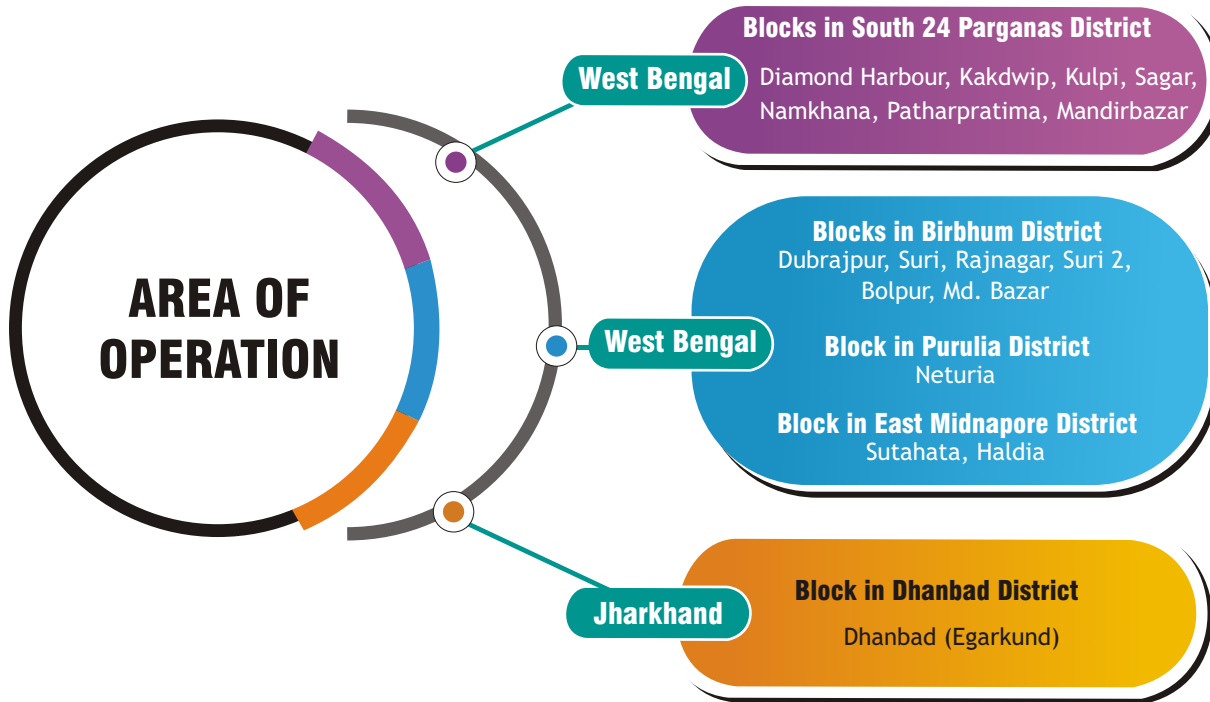 AREA OF
OPERATION
West Bengal
Blocks in South 24 Parganas District
Diamond Harbour, Kakdwip, Kulpi, Sagar,
Namkhana, Patharpratima, Mandirbazar
West Bengal
Blocks in Birbhum District
Dubrajpur, Suri, Rajnagar, Suri 2,
Bolpur, Md. Bazar
Block in Purulia District
Neturia
Block in East Midnapore District
Sutahata, Haldia
Jharkhand
Block in Dhanbad District
Dhanbad (Egarkund)